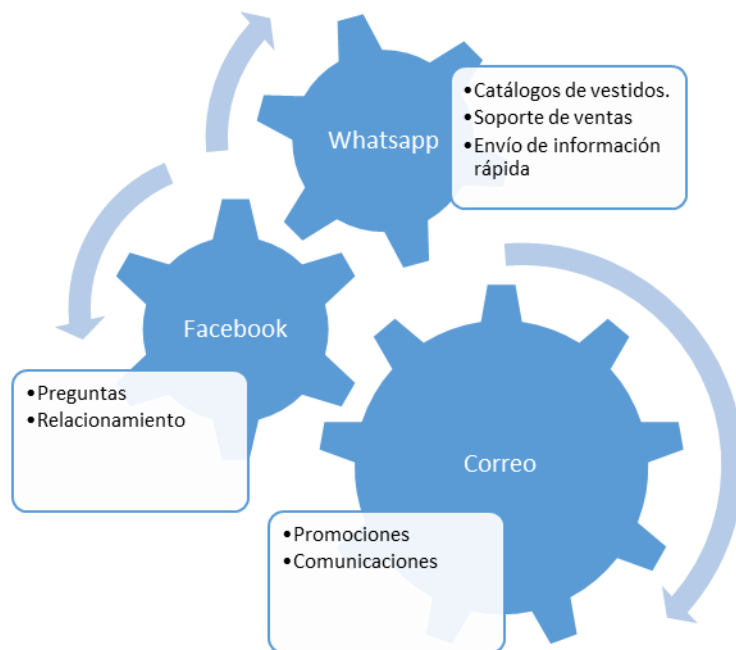 Whatsapp
•Catálogos de vestidos.
•Soporte de ventas
•Envío de información
rápida
Facebook
•Preguntas
•Relacionamiento
Correo
•Promociones
•Comunicaciones